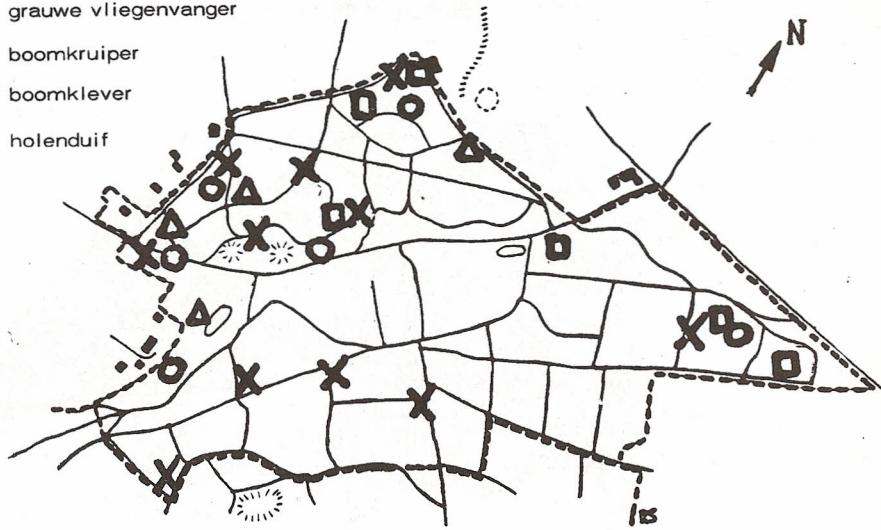 grauwe vliegenvanger
boomkruiper
boomklever
holenduif
N